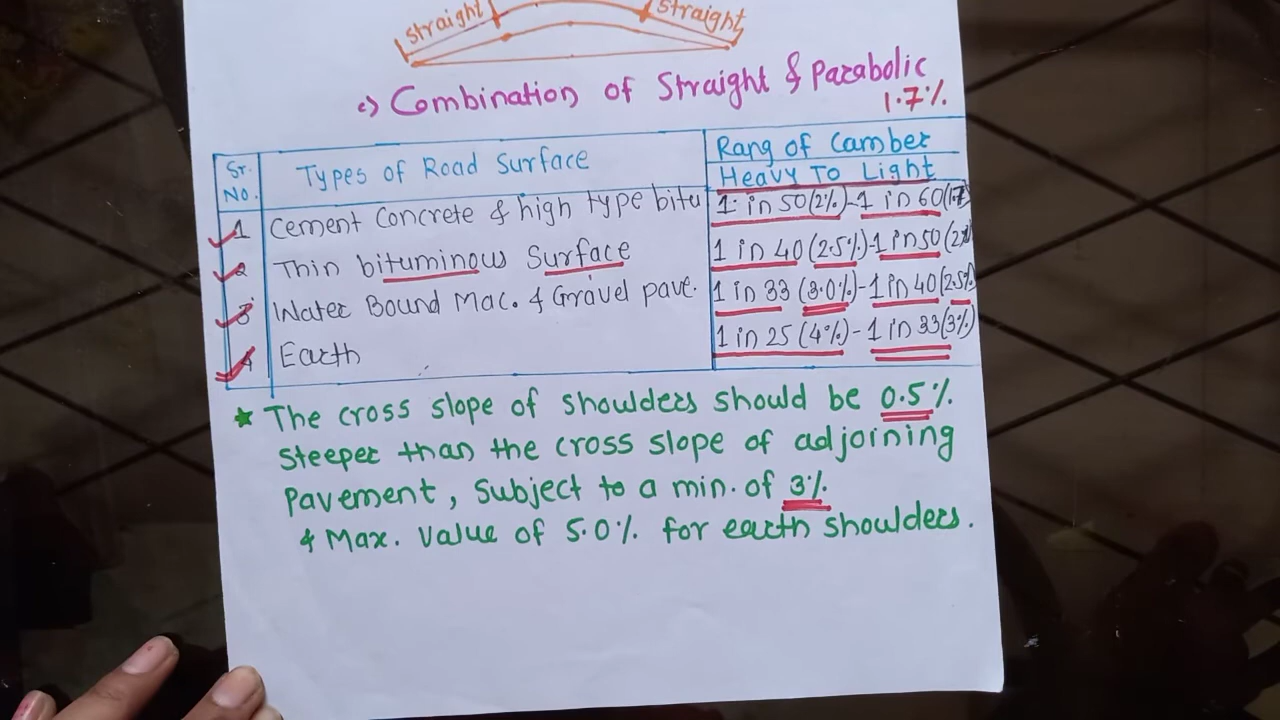 straight straight
c) Combination of Straight & Parabolic
1.7%
Sr. No. Types of Road Surface Rang of Camber
Heavy To Light
1 Cement Concrete & high type bitu 1 in 50(2%)-1 in 60(1.7
2 Thin bituminous Surface 1 in 40(2.5%)-1 in 50(2%
3 Water Bound Mac. & Gravel pave. 1 in 33 (3.0%)-1 in 40(2.5%
4 Earth 1 in 25(4%)-1 in 33(3%)
★ The cross slope of shoulders should be 0.5%.
steeper than the cross slope of adjoining
Pavement, Subject to a min. of 3%.
& Max. value of 5.0%. for earth shoulders.